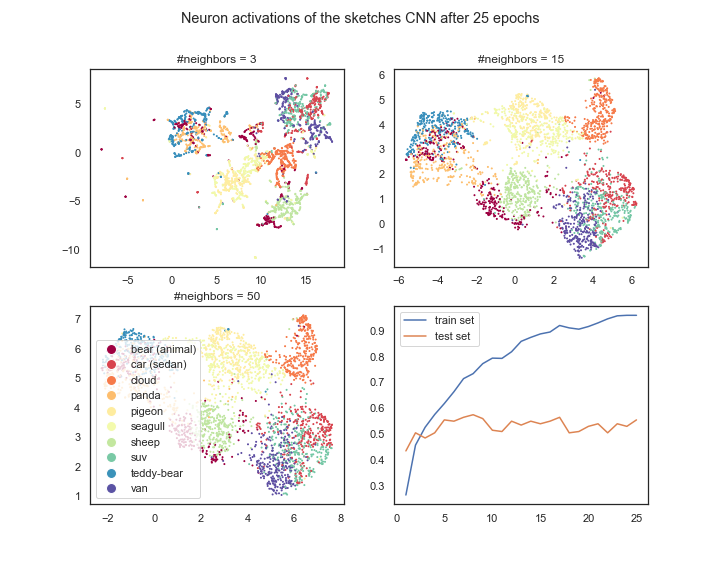 Neuron activations of the sketches CNN after 25 epochs
#neighbors = 3
5
0
−5
−10
−5 0 5 10 15
#neighbors = 15
6
5
4
3
2
1
0
−1
−6 −4 −2 0 2 4 6
#neighbors = 50
7
6
5
4
3
2
1
−2 0 2 4 6 8
bear (animal)
car (sedan)
cloud
panda
pigeon
seagull
sheep
suv
teddy-bear
van
train set
test set
0.9
0.8
0.7
0.6
0.5
0.4
0.3
0 5 10 15 20 25